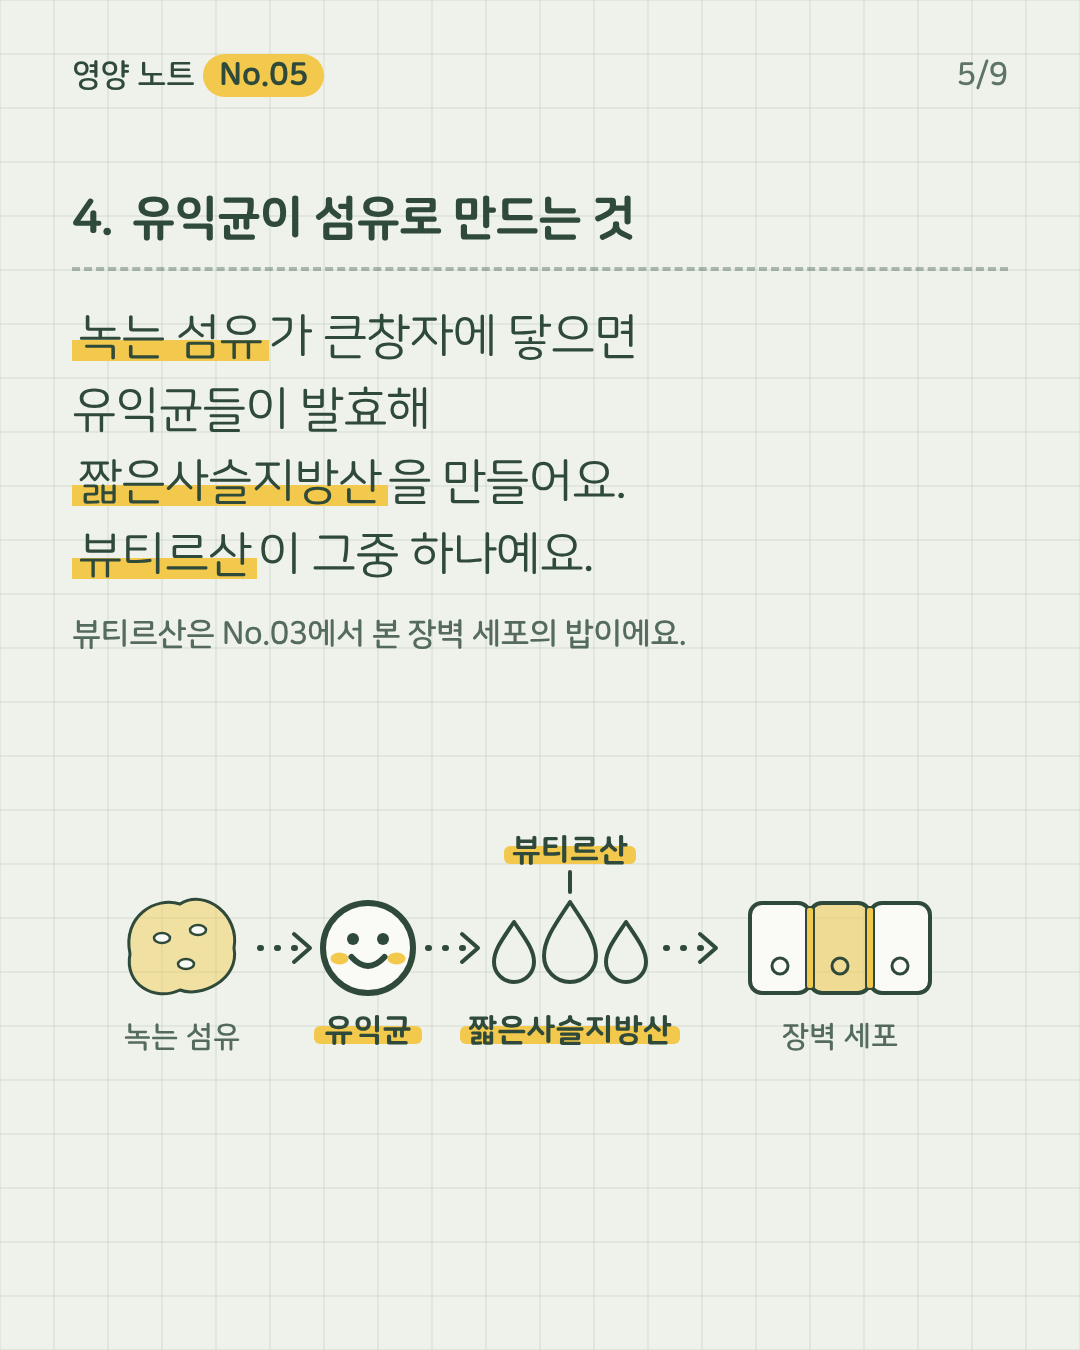 영양 노트 No.05
5/9
4. 유익균이 섬유로 만드는 것
녹는 섬유가 큰창자에 닿으면
유익균들이 발효해
짧은사슬지방산을 만들어요.
뷰티르산이 그중 하나예요.
뷰티르산은 No.03에서 본 장벽 세포의 밥이에요.
뷰티르산
녹는 섬유
유익균
짧은사슬지방산
장벽 세포